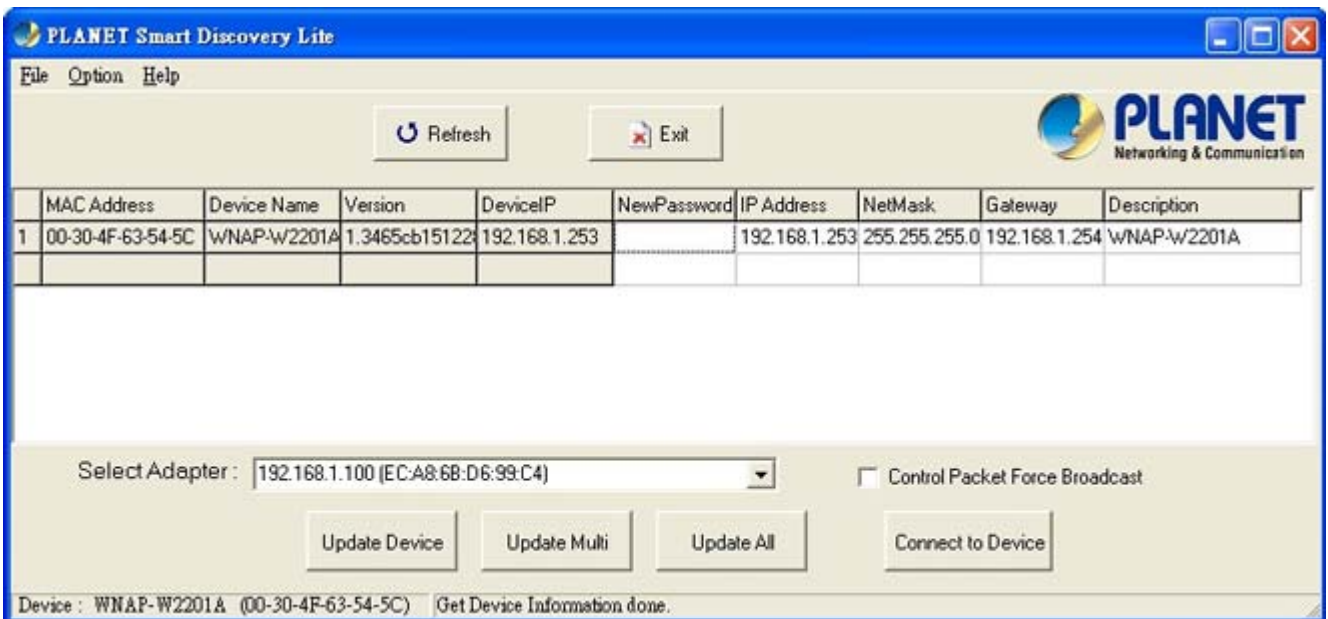 PLANET Smart Discovery Lite
File Option Help
Refresh Exit
PLANET
Networking & Communication
MAC Address Device Name Version DeviceIP NewPassword IP Address NetMask Gateway Description
1 00-30-4F-63-54-5C WNAP-W2201A 1.3465cb15122 192.168.1.253 192.168.1.253 255.255.255.0 192.168.1.254 WNAP-W2201A
Select Adapter : 192.168.1.100 (EC:A8:6B:D6:99:C4) Control Packet Force Broadcast
Update Device Update Multi Update All Connect to Device
Device : WNAP-W2201A (00-30-4F-63-54-5C) Get Device Information done.